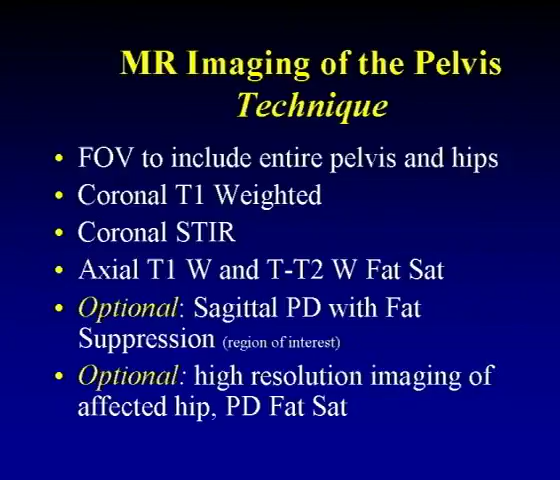 MR Imaging of the Pelvis
Technique
• FOV to include entire pelvis and hips
• Coronal T1 Weighted
• Coronal STIR
• Axial T1 W and T-T2 W Fat Sat
• Optional: Sagittal PD with Fat
Suppression (region of interest)
• Optional: high resolution imaging of
affected hip, PD Fat Sat